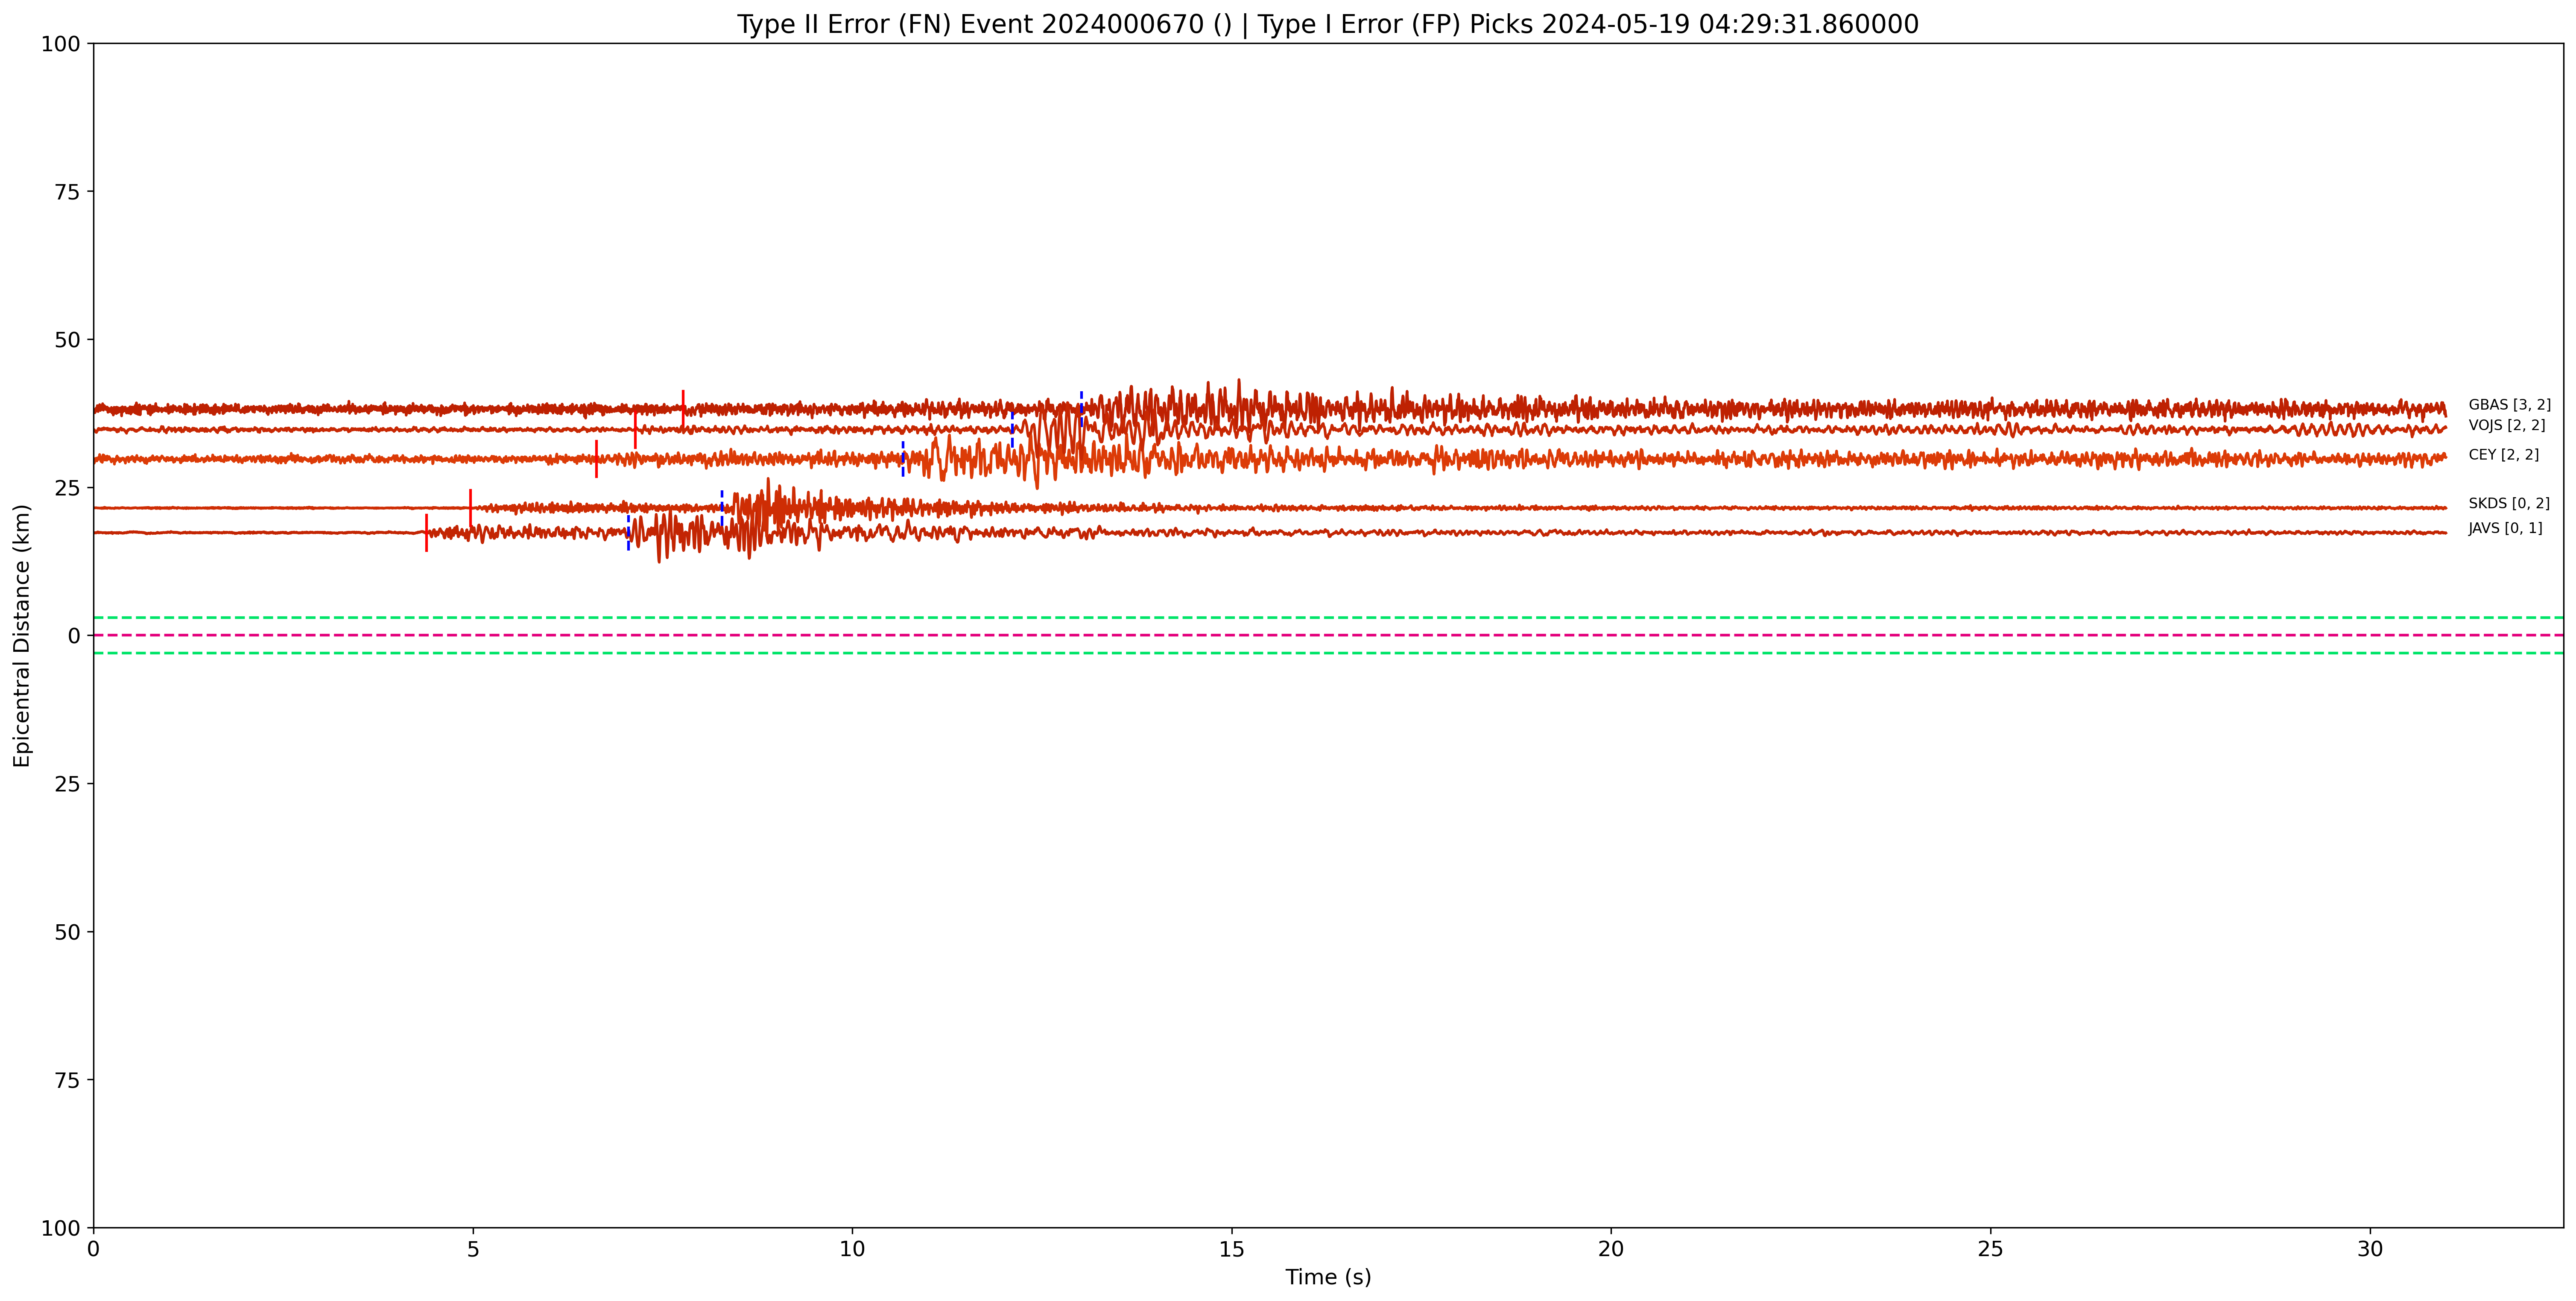 Type II Error (FN) Event 2024000670 () | Type I Error (FP) Picks 2024-05-19 04:29:31.860000
Epicentral Distance (km)
100
75
50
25
0
25
50
75
100
GBAS [3, 2]
VOJS [2, 2]
CEY [2, 2]
SKDS [0, 2]
JAVS [0, 1]
0 5 10 15 20 25 30
Time (s)